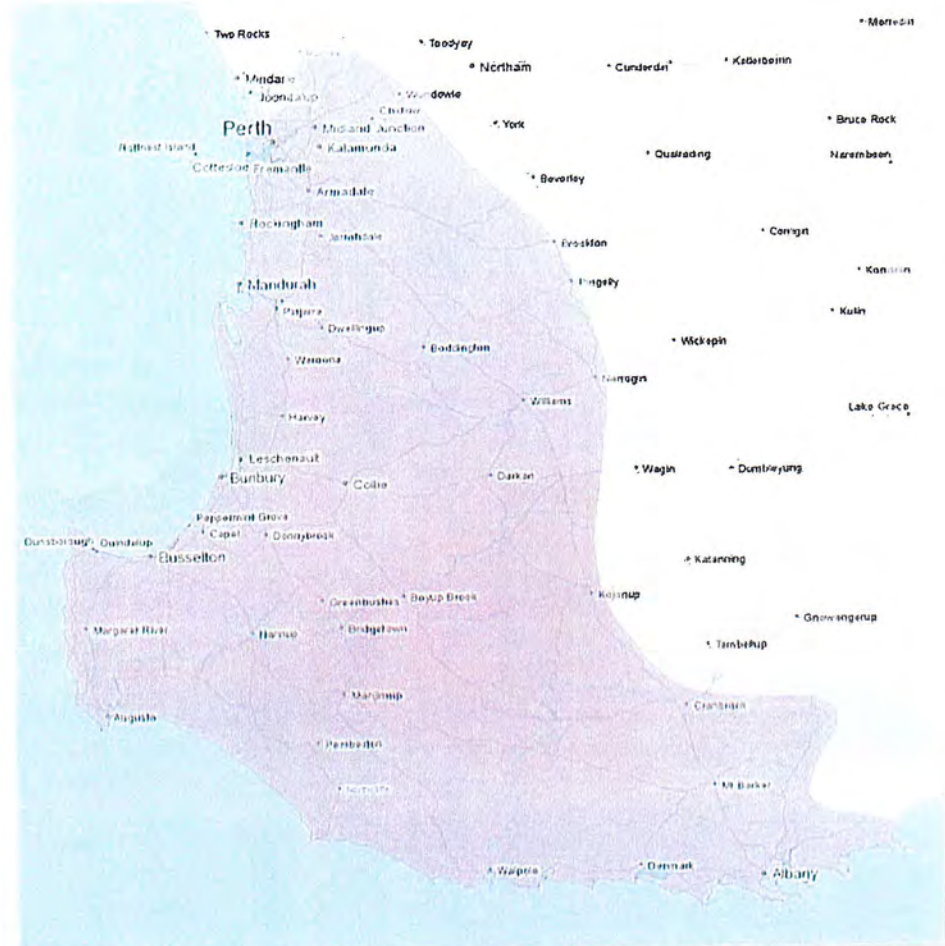 Merredin
Two Rocks
Toodyay
Northam
Cunderdin
Kellerberrin
Mindarie
Joondalup
Wundowie
Chidlow
Perth
Midland Junction
York
Bruce Rock
Rottnest Island
Kalamunda
Quairading
Narembeen
Cottesloe
Fremantle
Beverley
Armadale
Rockingham
Jarrahdale
Brookton
Corrigin
Mandurah
Pingelly
Kondinin
Pinjarra
Kulin
Dwellingup
Boddington
Wickepin
Waroona
Narrogin
Williams
Harvey
Lake Grace
Leschenault
Bunbury
Collie
Darkan
Wagin
Dumbleyung
Peppermint Grove
Capel
Donnybrook
Dunsborough
Quindalup
Busselton
Katanning
Greenbushes
Boyup Brook
Kojonup
Gnowangerup
Margaret River
Nannup
Bridgetown
Tambellup
Manjimup
Cranbrook
Augusta
Pemberton
Mt Barker
Northcliffe
Walpole
Denmark
Albany